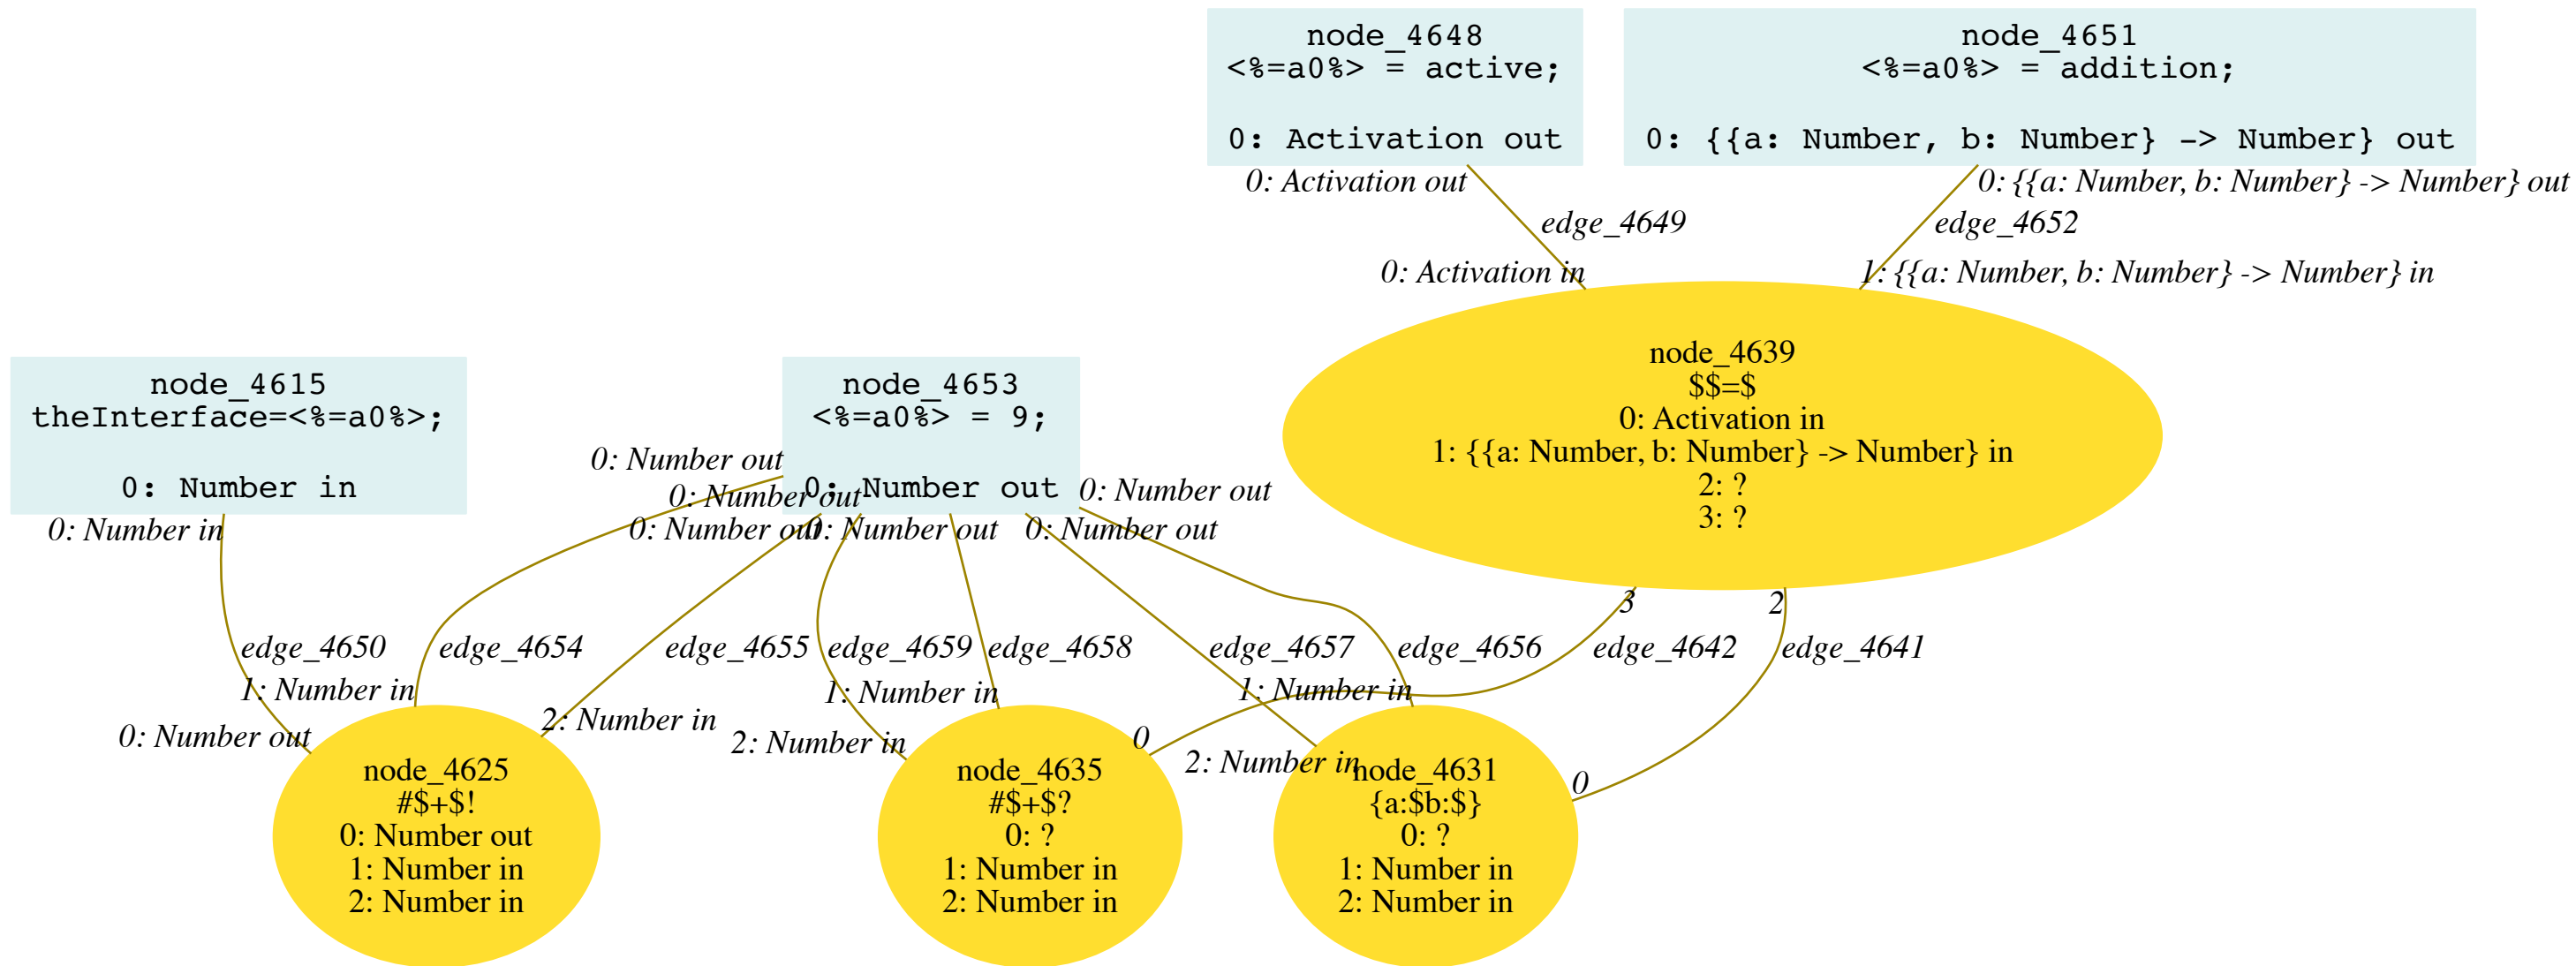 node_4648
<%=a0%> = active;
0: Activation out
node_4651
<%=a0%> = addition;
0: {{a: Number, b: Number} -> Number} out
0: Activation out
0: {{a: Number, b: Number} -> Number} out
edge_4649
edge_4652
0: Activation in
1: {{a: Number, b: Number} -> Number} in
node_4615
theInterface=<%=a0%>;
0: Number in
node_4653
<%=a0%> = 9;
0: Number out
node_4639
$$=$
0: Activation in
1: {{a: Number, b: Number} -> Number} in
2: ?
3: ?
0: Number out
0: Number out
0: Number out
0: Number in
0: Number out
0: Number out
0: Number out
3
2
edge_4650
edge_4654
edge_4655
edge_4659
edge_4658
edge_4657
edge_4656
edge_4642
edge_4641
1: Number in
1: Number in
1: Number in
0: Number out
2: Number in
2: Number in
0
2: Number in
0
node_4625
#$+$!
0: Number out
1: Number in
2: Number in
node_4635
#$+$?
0: ?
1: Number in
2: Number in
node_4631
{a:$b:$}
0: ?
1: Number in
2: Number in